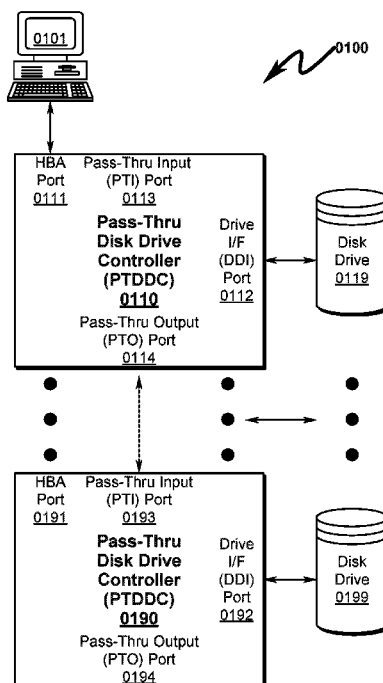 0101
0100
HBA Port 0111
Pass-Thru Input (PTI) Port 0113
Pass-Thru Disk Drive Controller (PTDDC) 0110
Drive I/F (DDI) Port 0112
Disk Drive 0119
Pass-Thru Output (PTO) Port 0114
HBA Port 0191
Pass-Thru Input (PTI) Port 0193
Pass-Thru Disk Drive Controller (PTDDC) 0190
Drive I/F (DDI) Port 0192
Disk Drive 0199
Pass-Thru Output (PTO) Port 0194